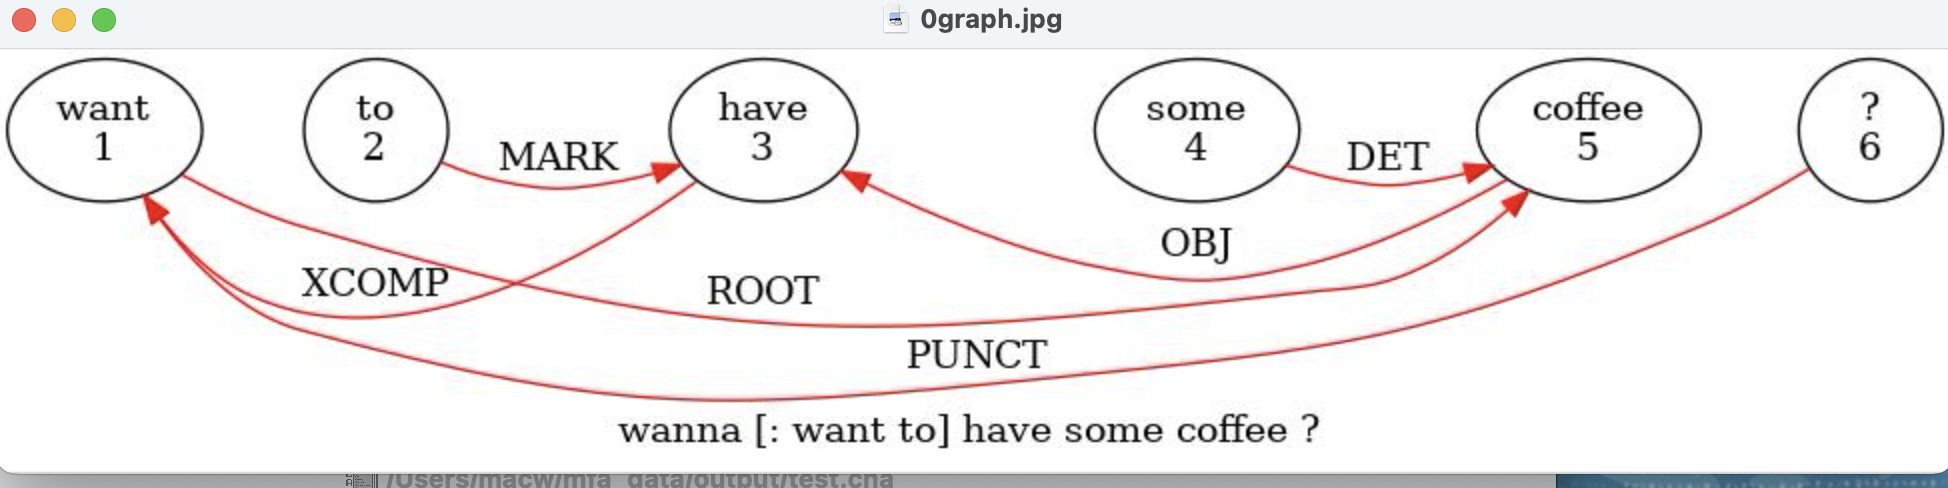 0graph.jpg
want to have some coffee ?
1 2 3 4 5 6
MARK DET
OBJ
XCOMP ROOT
PUNCT
wanna [: want to] have some coffee ?
/Users/macw/mfa_data/output/test.cha